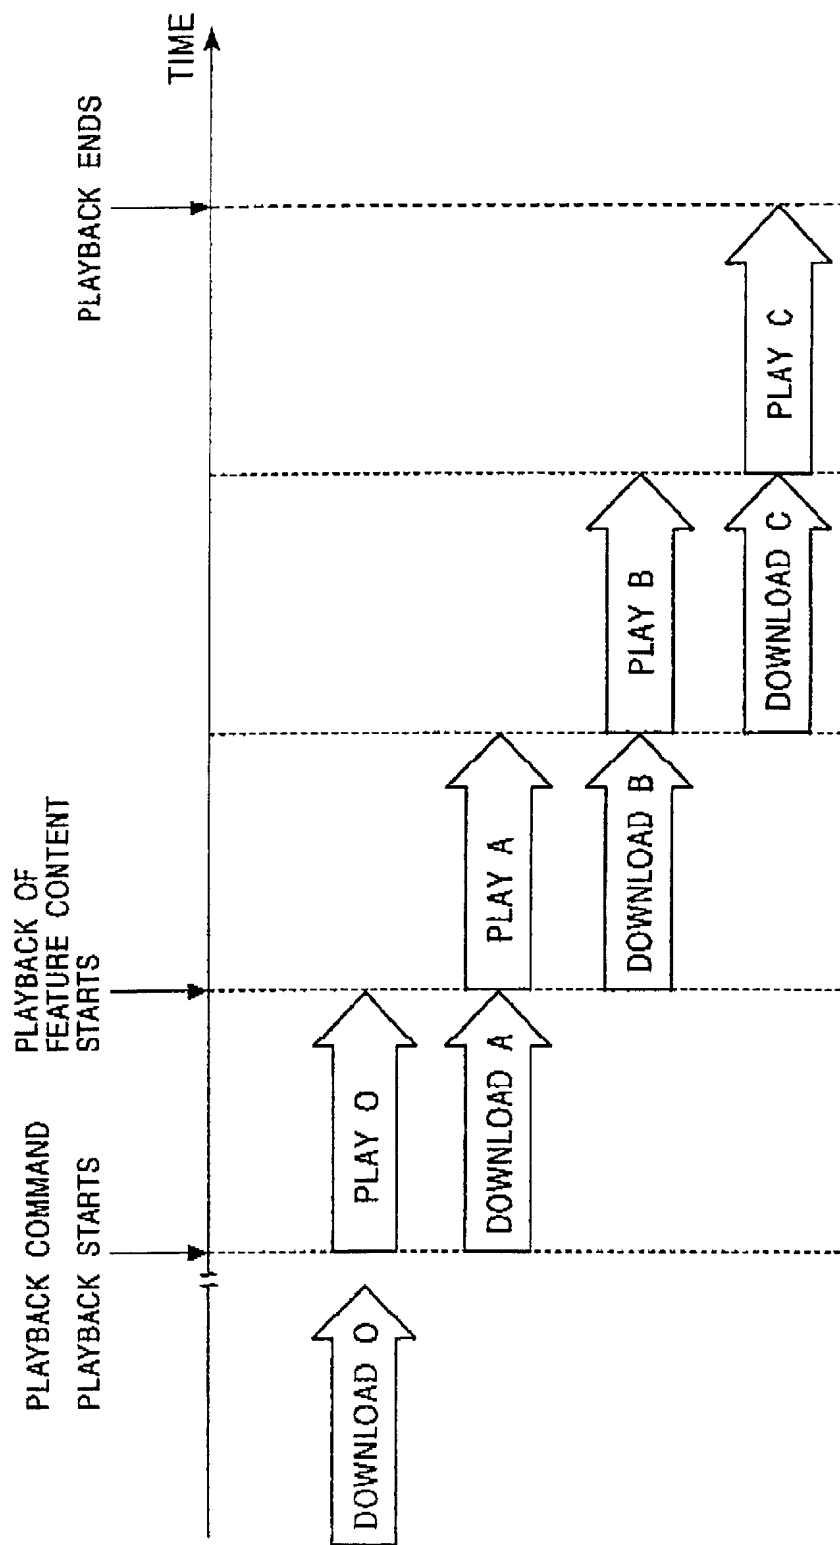 PLAYBACK COMMAND
PLAYBACK STARTS
PLAYBACK OF
FEATURE CONTENT
STARTS
PLAYBACK ENDS
TIME
DOWNLOAD O
PLAY O
DOWNLOAD A
PLAY A
DOWNLOAD B
PLAY B
DOWNLOAD C
PLAY C